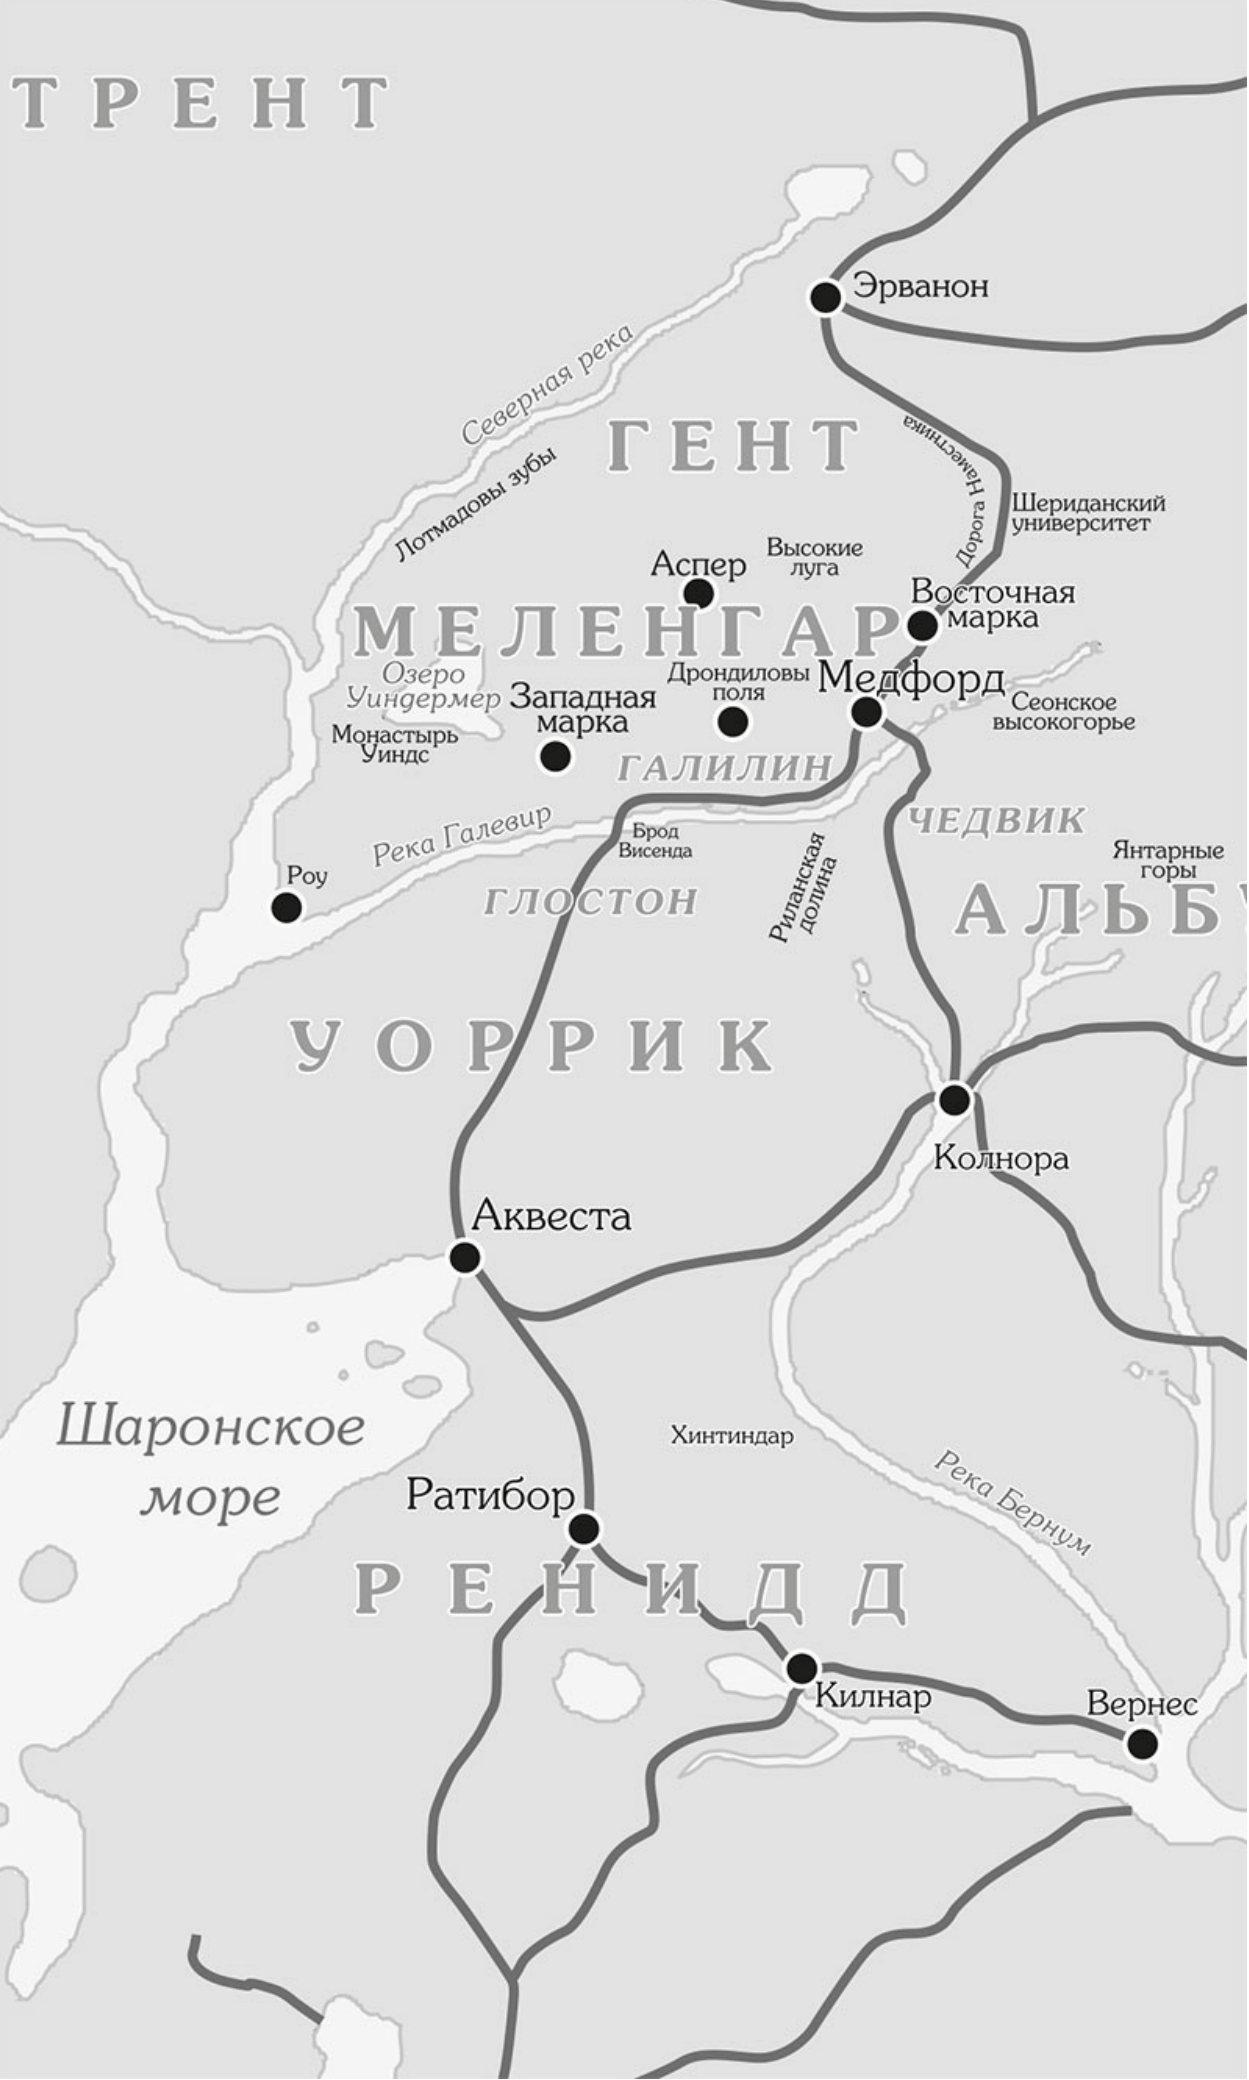 ТРЕНТ
Эрванон
Северная река
Лотмадовы зубы
ГЕНТ
Дорога Наместника
Шериданский
университет
Высокие
луга
Аспер
Восточная
марка
МЕЛЕНГАР
Озеро
Уиндермер
Западная
марка
Дрондиловы
поля
Медфорд
Сеонское
высокогорье
Монастырь
Уиндс
ГАЛИЛИН
Река Галевир
Брод
Висенда
ЧЕДВИК
Риланская
долина
Янтарные
горы
Роу
ГЛОСТОН
АЛЬБ
УОРРИК
Колнора
Аквеста
Шаронское
море
Хинтиндар
Река Бернум
Ратибор
РЕНИДД
Килнар
Вернес